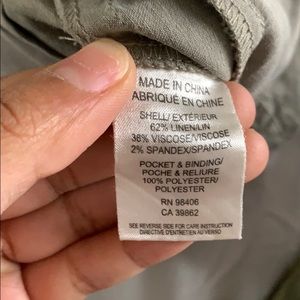 MADE IN CHINA
FABRIQUÉ EN CHINE
SHELL/ EXTÉRIEUR
62% LINEN/LIN
36% VISCOSE/VISCOSE
2% SPANDEX/SPANDEX
POCKET & BINDING/
POCHE & RELIURE
100% POLYESTER/
POLYESTER
RN 98406
CA 39862
SEE REVERSE SIDE FOR CARE INSTRUCTION
DIRECTIVE D'ENTRETIEN AU VERSO